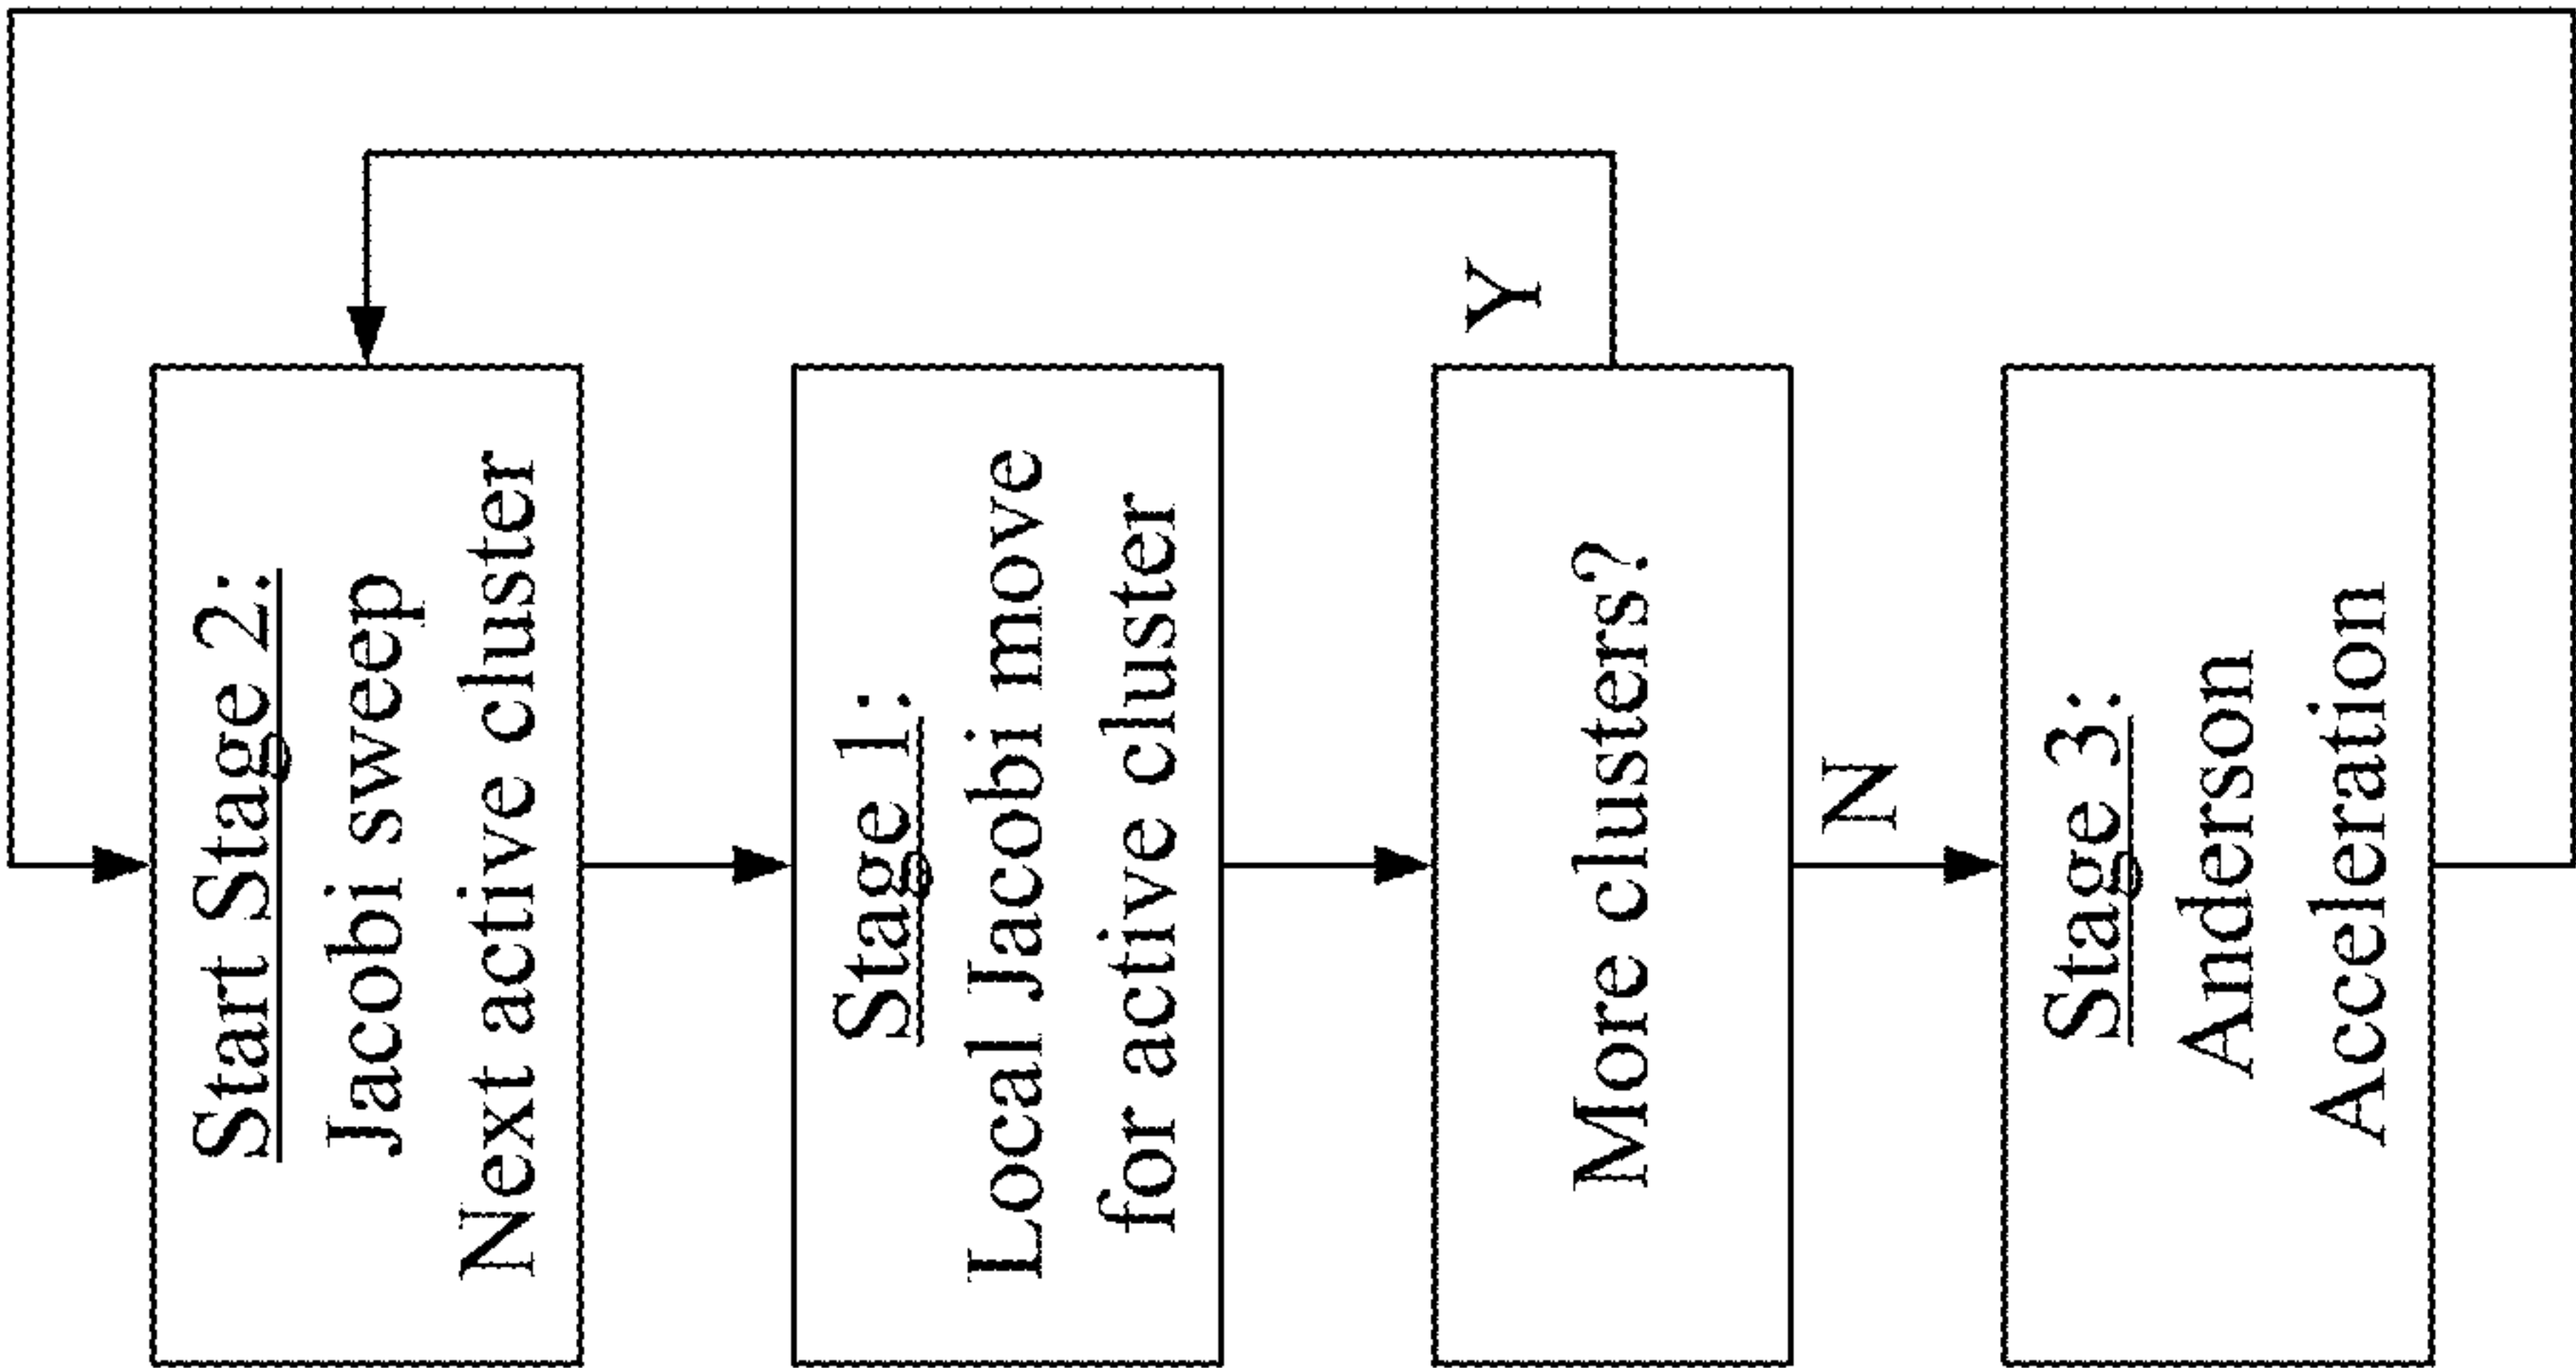 Start Stage 2:
Jacobi sweep
Next active cluster
Stage 1:
Local Jacobi move
for active cluster
More clusters?
Y
N
Stage 3:
Anderson
Acceleration